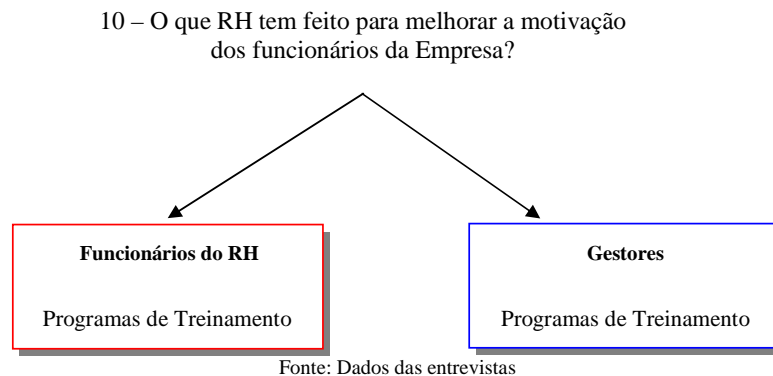 10 – O que RH tem feito para melhorar a motivação
dos funcionários da Empresa?
Funcionários do RH
Programas de Treinamento
Gestores
Programas de Treinamento
Fonte: Dados das entrevistas